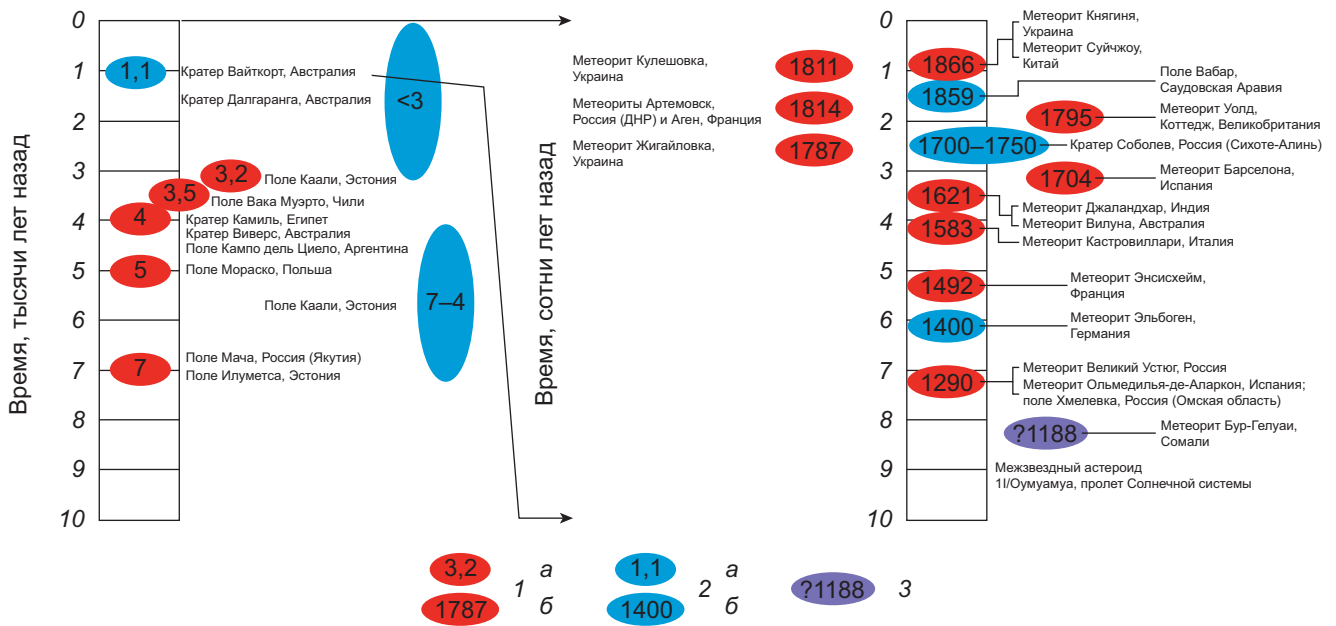 Время, тысячи лет назад
0
1
2
3
4
5
6
7
8
9
10
1,1
Кратер Вайткорт, Австралия
Кратер Далгаранга, Австралия
<3
3,2
Поле Каали, Эстония
3,5
Поле Вака Муэрто, Чили
4
Кратер Камиль, Египет
Кратер Виверс, Австралия
Поле Кампо дель Циело, Аргентина
5
Поле Мораско, Польша
Поле Каали, Эстония
7–4
7
Поле Мача, Россия (Якутия)
Поле Илуметса, Эстония
Время, сотни лет назад
Метеорит Кулешовка,
Украина
1811
Метеориты Артемовск,
Россия (ДНР) и Аген, Франция
1814
Метеорит Жигайловка,
Украина
1787
0
1
2
3
4
5
6
7
8
9
10
Метеорит Княгиня,
Украина
Метеорит Суйчжоу,
Китай
1866
Поле Вабар,
Саудовская Аравия
1859
1795
Метеорит Уолд,
Коттедж, Великобритания
1700–1750
Кратер Соболев, Россия (Сихоте-Алинь)
1704
Метеорит Барселона,
Испания
1621
Метеорит Джаландхар, Индия
Метеорит Вилуна, Австралия
1583
Метеорит Кастровиллари, Италия
1492
Метеорит Энсисхейм,
Франция
1400
Метеорит Эльбоген,
Германия
1290
Метеорит Великий Устюг, Россия
Метеорит Ольмедилья-де-Аларкон, Испания;
поле Хмелевка, Россия (Омская область)
?1188
Метеорит Бур-Гелуаи,
Сомали
Межзвездный астероид
1I/Оумуамуа, пролет Солнечной системы
3,2 а
1787 б
1
1,1 а
1400 б
2
?1188 3